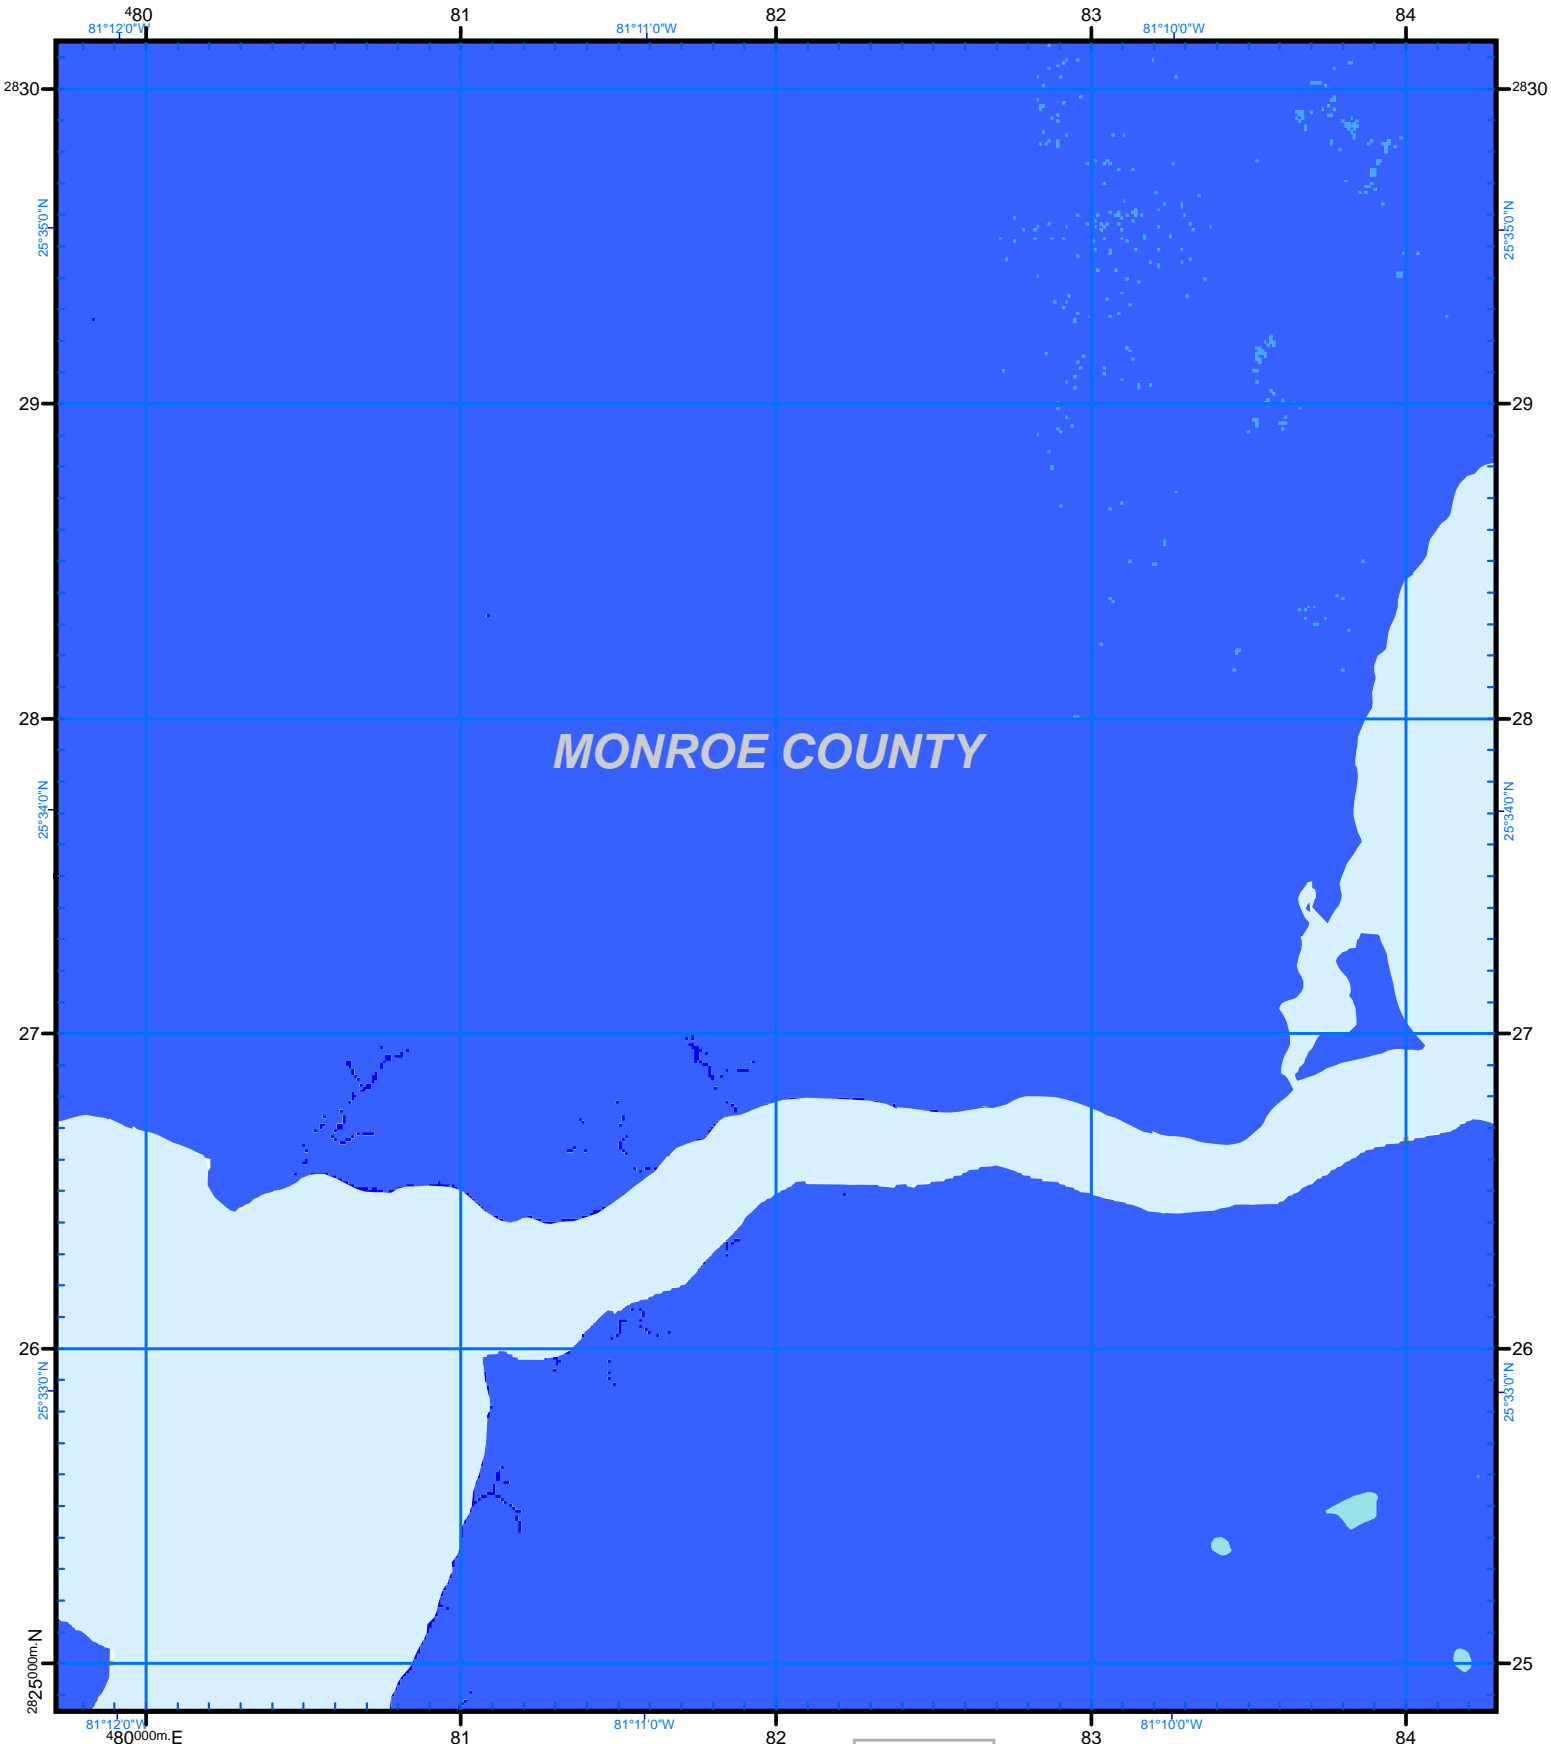 ⁴80 81 82 83 84
81°12'0"W 81°11'0"W 81°10'0"W
²⁸30 ²⁸30
25°35'0"N 25°35'0"N
29 29
28 28
MONROE COUNTY
25°34'0"N 25°34'0"N
27 27
26 26
25°33'0"N 25°33'0"N
²⁸25⁰⁰⁰ᵐ·N 25
81°12'0"W 81°11'0"W 81°10'0"W
⁴80⁰⁰⁰ᵐ·E 81 82 83 84